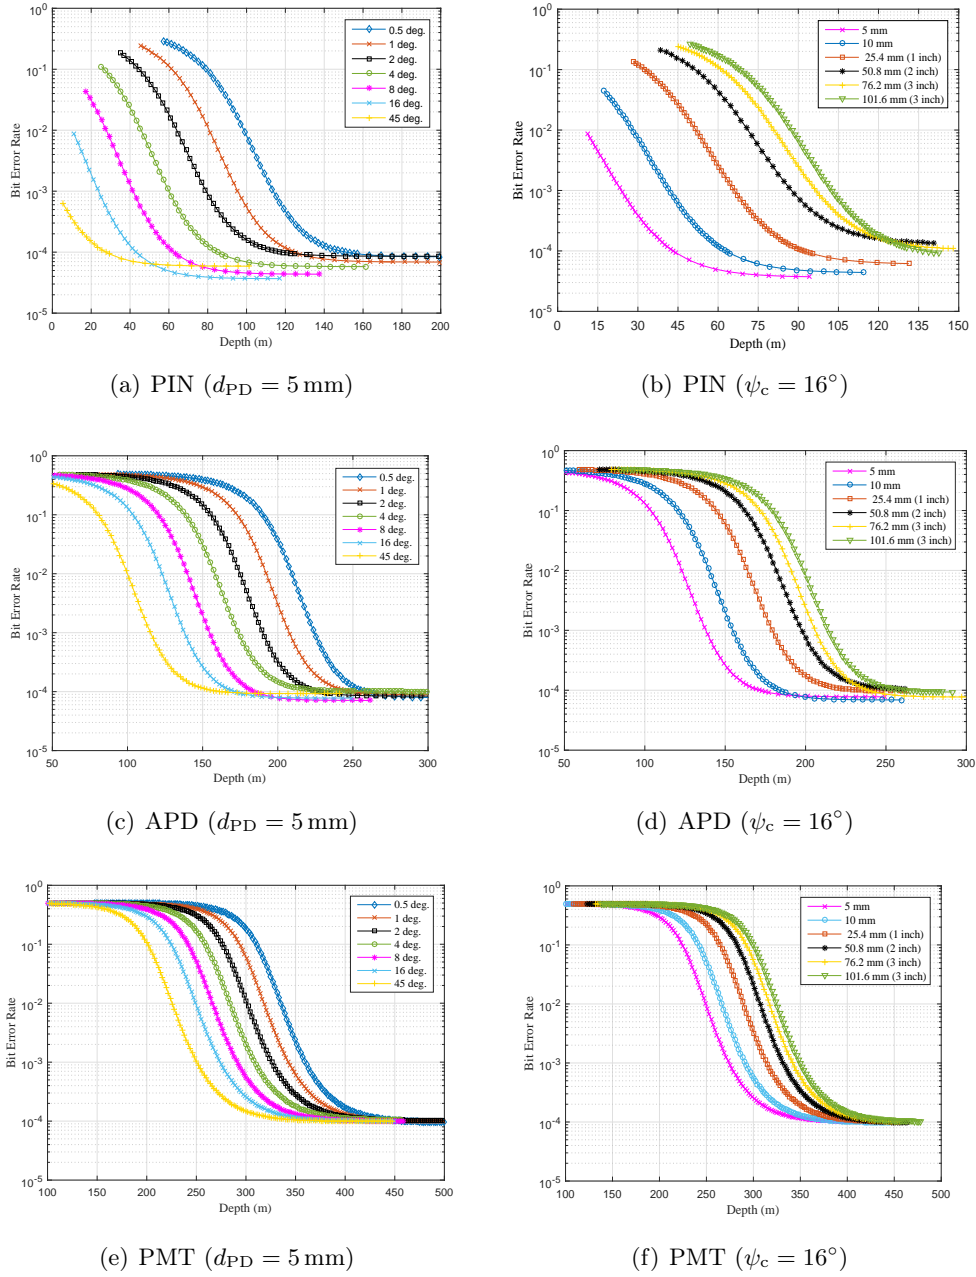 10^0
10^-1
10^-2
10^-3
10^-4
10^-5
Bit Error Rate
0 20 40 60 80 100 120 140 160 180 200
Depth (m)
0.5 deg.
1 deg.
2 deg.
4 deg.
8 deg.
16 deg.
45 deg.
(a) PIN (d_PD = 5 mm)
10^0
10^-1
10^-2
10^-3
10^-4
10^-5
Bit Error Rate
0 15 30 45 60 75 90 105 120 135 150
Depth (m)
5 mm
10 mm
25.4 mm (1 inch)
50.8 mm (2 inch)
76.2 mm (3 inch)
101.6 mm (3 inch)
(b) PIN (ψ_c = 16°)
10^0
10^-1
10^-2
10^-3
10^-4
10^-5
Bit Error Rate
50 100 150 200 250 300
Depth (m)
0.5 deg.
1 deg.
2 deg.
4 deg.
8 deg.
16 deg.
45 deg.
(c) APD (d_PD = 5 mm)
10^0
10^-1
10^-2
10^-3
10^-4
10^-5
Bit Error Rate
50 100 150 200 250 300
Depth (m)
5 mm
10 mm
25.4 mm (1 inch)
50.8 mm (2 inch)
76.2 mm (3 inch)
101.6 mm (3 inch)
(d) APD (ψ_c = 16°)
10^0
10^-1
10^-2
10^-3
10^-4
10^-5
Bit Error Rate
100 150 200 250 300 350 400 450 500
Depth (m)
0.5 deg.
1 deg.
2 deg.
4 deg.
8 deg.
16 deg.
45 deg.
(e) PMT (d_PD = 5 mm)
10^0
10^-1
10^-2
10^-3
10^-4
10^-5
Bit Error Rate
100 150 200 250 300 350 400 450 500
Depth (m)
5 mm
10 mm
25.4 mm (1 inch)
50.8 mm (2 inch)
76.2 mm (3 inch)
101.6 mm (3 inch)
(f) PMT (ψ_c = 16°)